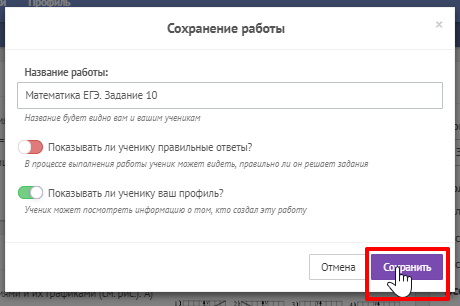 Профиль
Сохранение работы
×
Название работы:
Математика ЕГЭ. Задание 10
Название будет видно вам и вашим ученикам
Показывать ли ученику правильные ответы?
В процессе выполнения работы ученик может видеть, правильно ли он решает задания
Показывать ли ученику ваш профиль?
Ученик может посмотреть информацию о том, кто создал эту работу
Отмена
Сохранить
и их графиками (см. рис.). А)